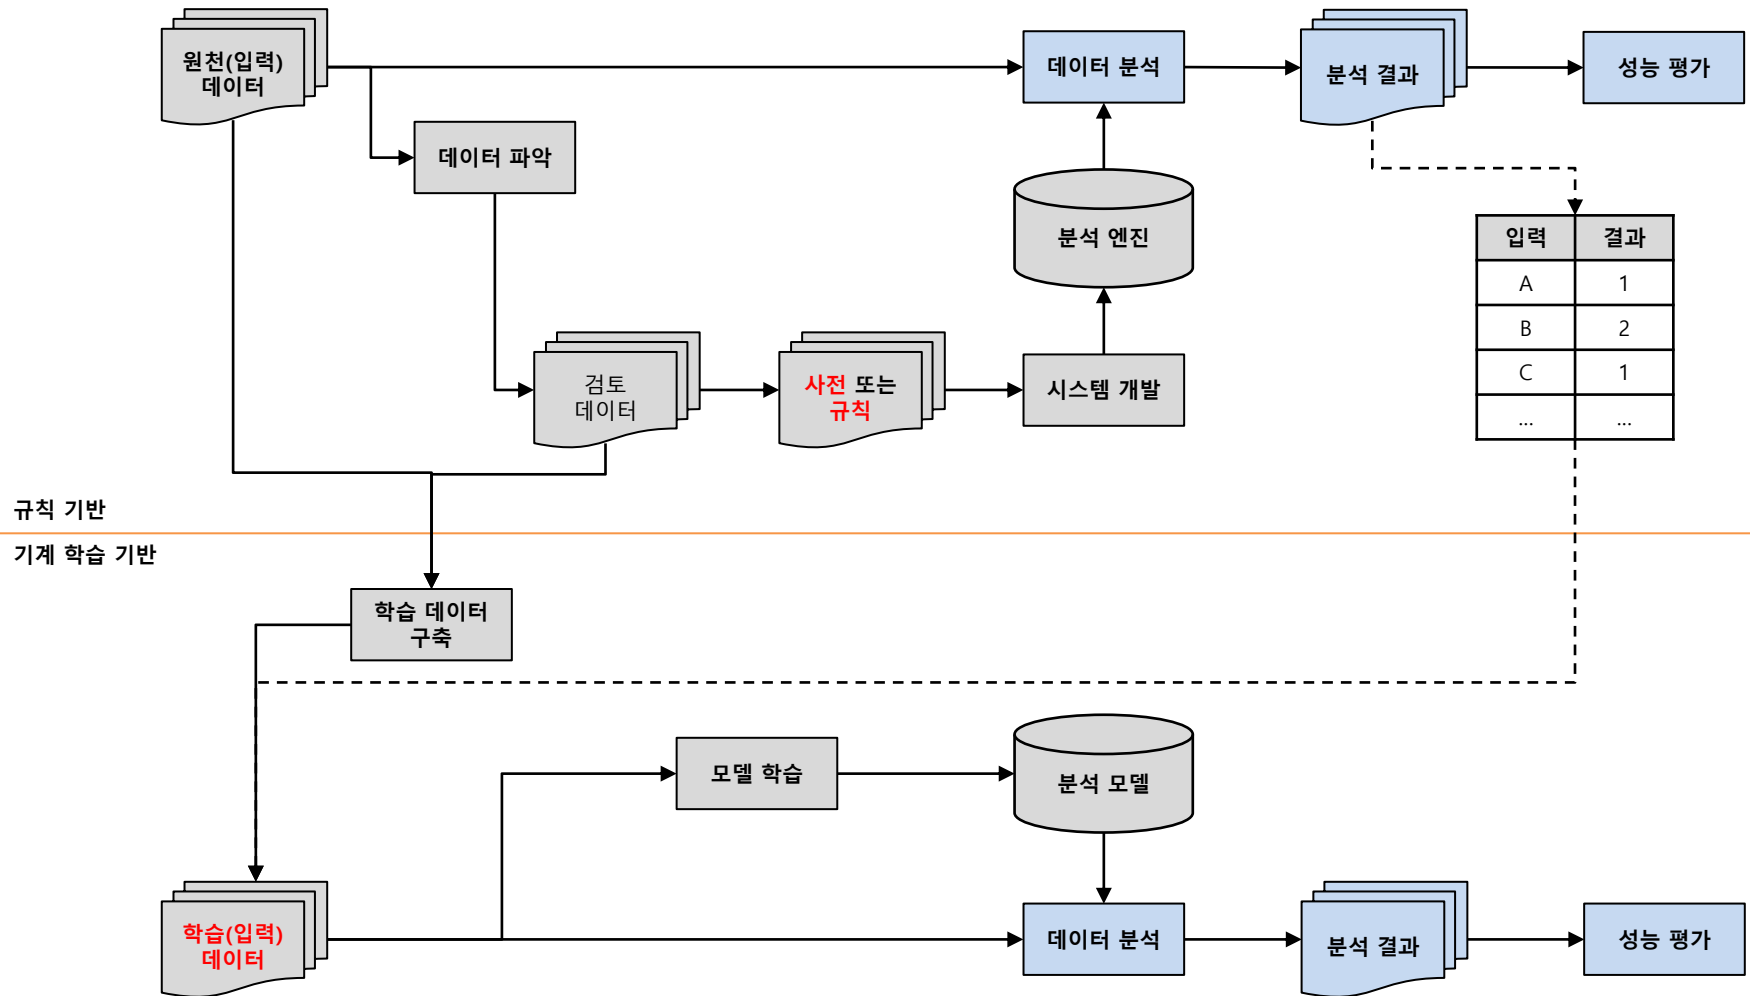 원천(입력)
데이터
데이터 분석
분석 결과
성능 평가
데이터 파악
분석 엔진
입력 결과
A 1
B 2
C 1
... ...
검토
데이터
사전 또는
규칙
시스템 개발
규칙 기반
기계 학습 기반
학습 데이터
구축
모델 학습
분석 모델
학습(입력)
데이터
데이터 분석
분석 결과
성능 평가